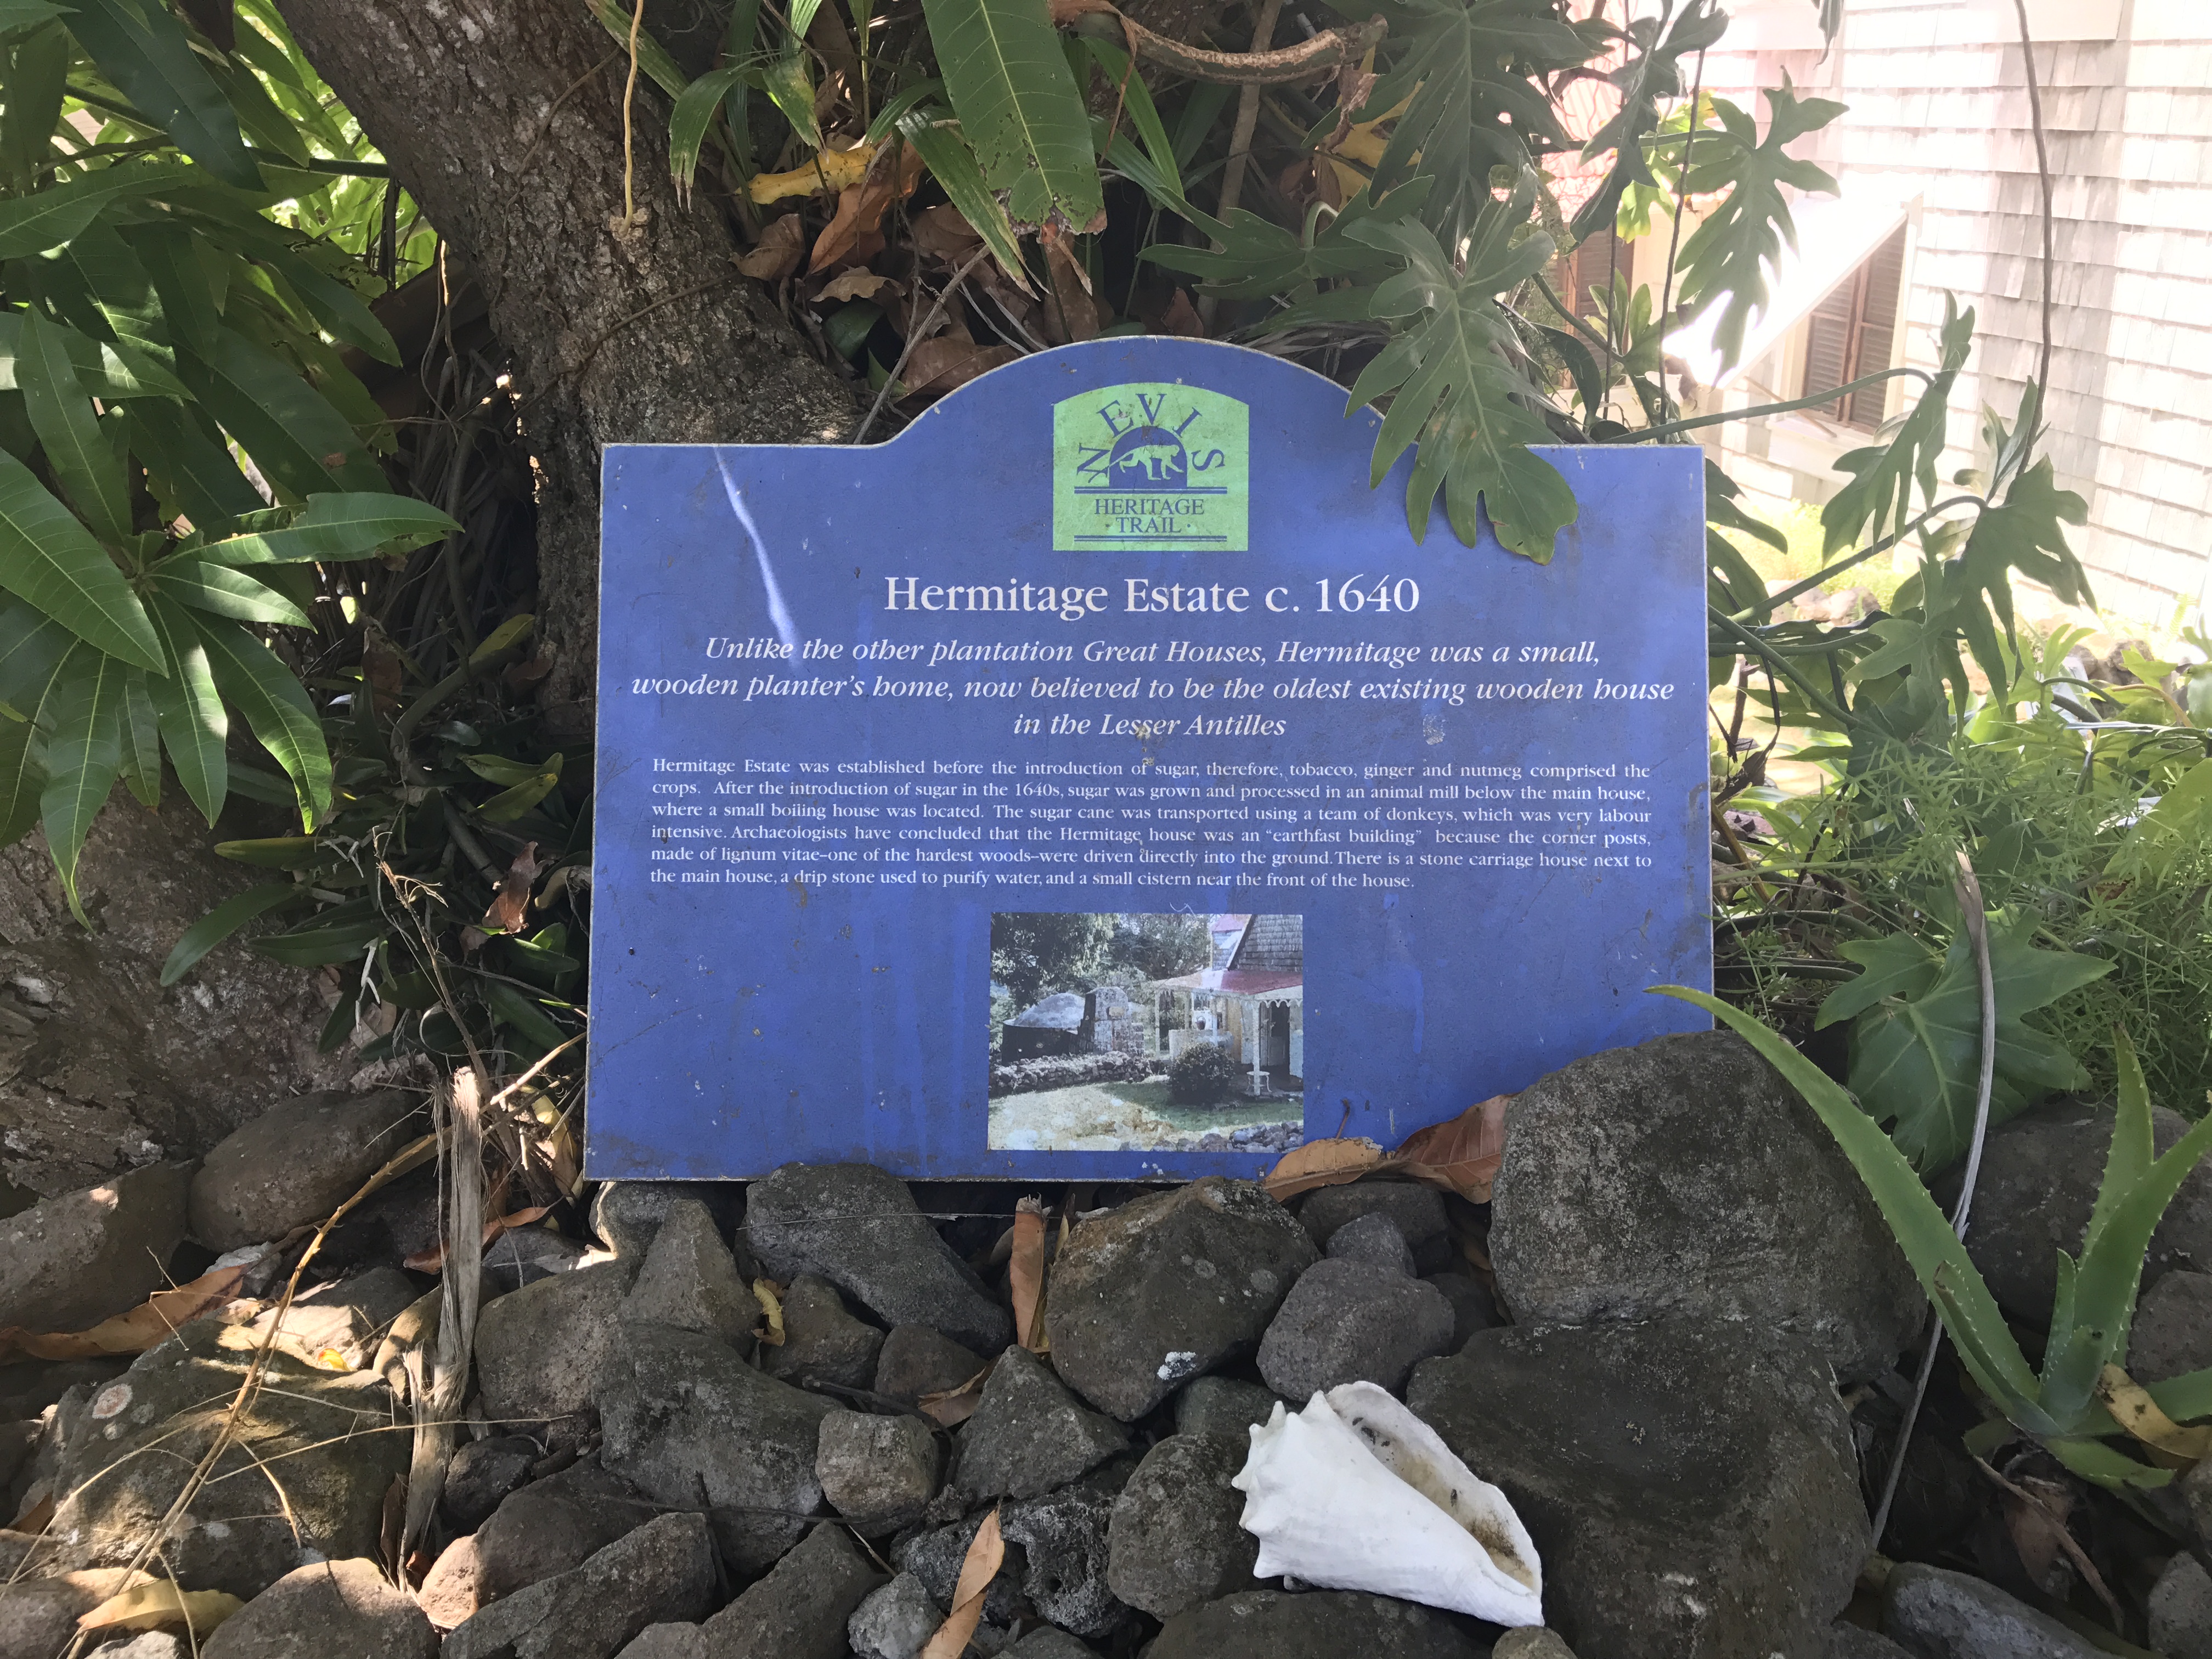 NEVIS
HERITAGE
· TRAIL ·
Hermitage Estate c. 1640
Unlike the other plantation Great Houses, Hermitage was a small,
wooden planter's home, now believed to be the oldest existing wooden house
in the Lesser Antilles
Hermitage Estate was established before the introduction of sugar, therefore, tobacco, ginger and nutmeg comprised the
crops. After the introduction of sugar in the 1640s, sugar was grown and processed in an animal mill below the main house,
where a small boiling house was located. The sugar cane was transported using a team of donkeys, which was very labour
intensive. Archaeologists have concluded that the Hermitage house was an "earthfast building" because the corner posts,
made of lignum vitae–one of the hardest woods–were driven directly into the ground. There is a stone carriage house next to
the main house, a drip stone used to purify water, and a small cistern near the front of the house.